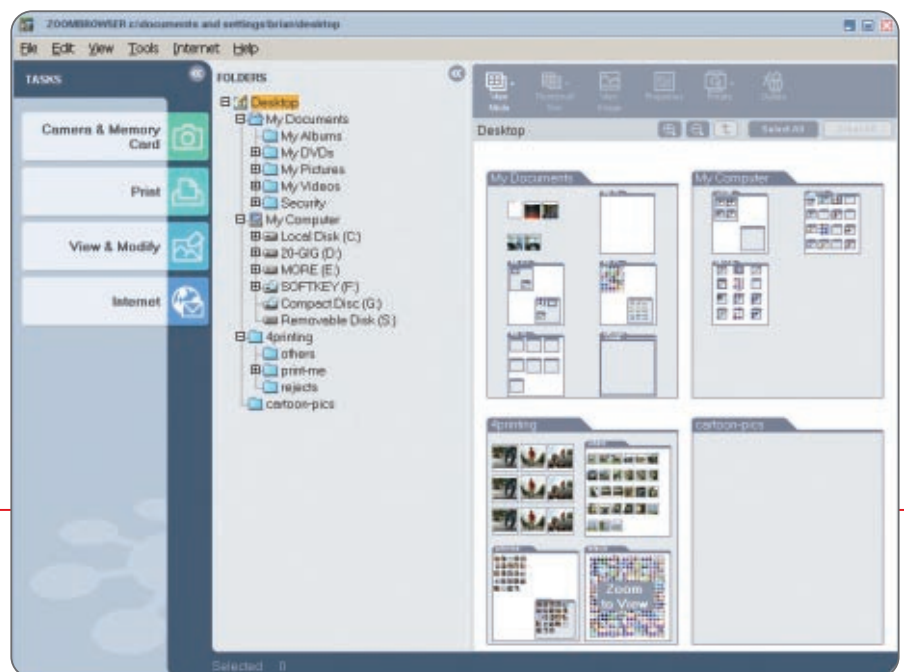 ZOOMBROWSER c:\documents and settings\brian\desktop
File Edit View Tools Internet Help
TASKS
Camera & Memory
Card
Print
View & Modify
Internet
FOLDERS
Desktop
My Documents
My Albums
My DVDs
My Pictures
My Videos
Security
My Computer
Local Disk (C:)
20-GIG (D:)
MORE (E:)
SOFTKEY (F:)
Compact Disc (G:)
Removable Disk (S:)
4printing
others
print-me
rejects
cartoon-pics
View
Mode
Properties
Desktop
Select All
My Documents
My Computer
4printing
cartoon-pics
Zoom
to View
Selected 0